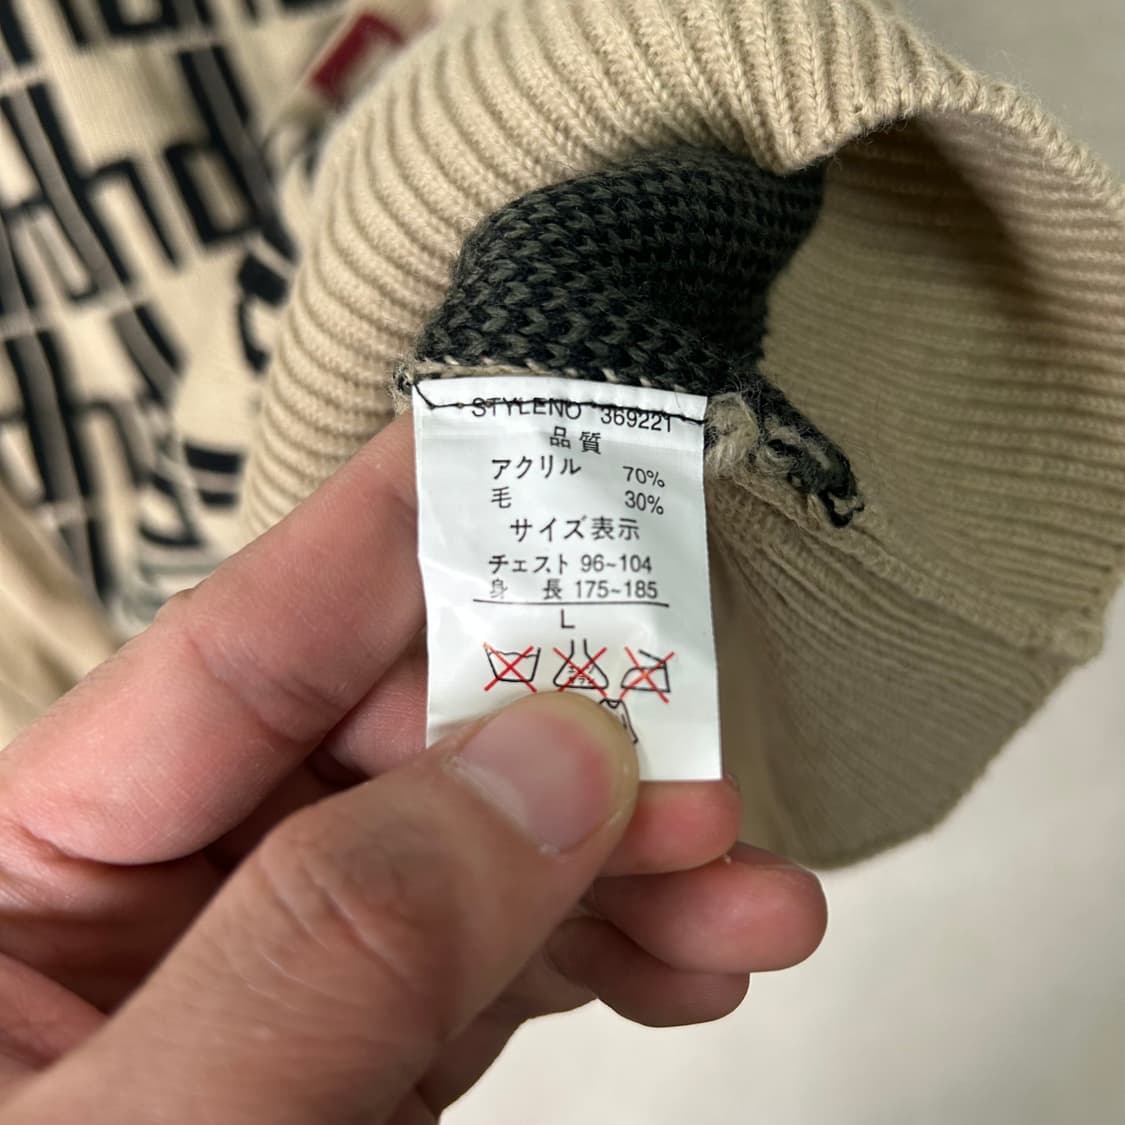 STYLENO 369221
品質
アクリル 70%
毛 30%
サイズ表示
チェスト 96~104
身 長 175~185
L